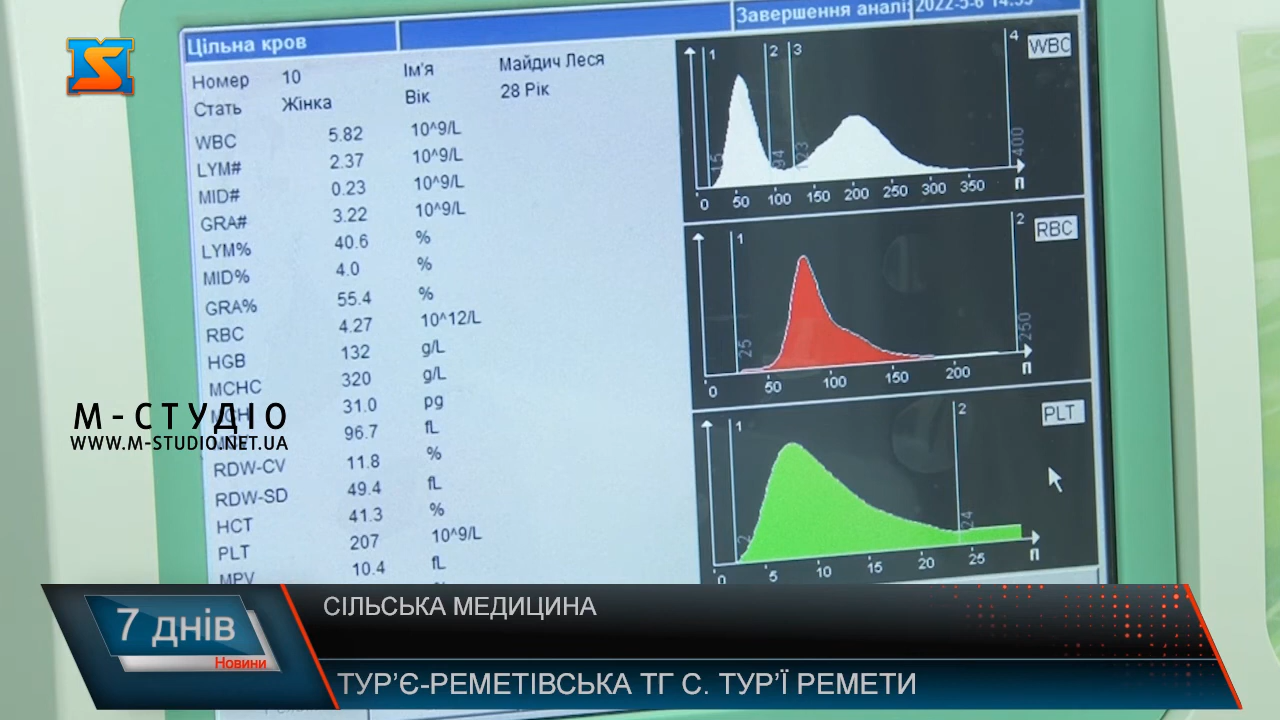 Цільна кров
Завершення аналі 2022-5-6 14:55
Номер 10 Ім'я Майдич Леся
Стать Жінка Вік 28 Рік
WBC 5.82 10^9/L
LYM# 2.37 10^9/L
MID# 0.23 10^9/L
GRA# 3.22 10^9/L
LYM% 40.6 %
MID% 4.0 %
GRA% 55.4 %
RBC 4.27 10^12/L
HGB 132 g/L
MCHC 320 g/L
MCH 31.0 pg
96.7 fL
RDW-CV 11.8 %
RDW-SD 49.4 fL
HCT 41.3 %
PLT 207 10^9/L
MPV 10.4 fL
WBC
1 2 3 4
15 94 123 400
0 50 100 150 200 250 300 350 п
RBC
1 2
25 250
0 50 100 150 200 п
PLT
1 2
2 24
0 5 10 15 20 25 п
М-СТУДІО
WWW.M-STUDIO.NET.UA
7 днів
Новини
СІЛЬСЬКА МЕДИЦИНА
ТУР’Є-РЕМЕТІВСЬКА ТГ С. ТУР’Ї РЕМЕТИ